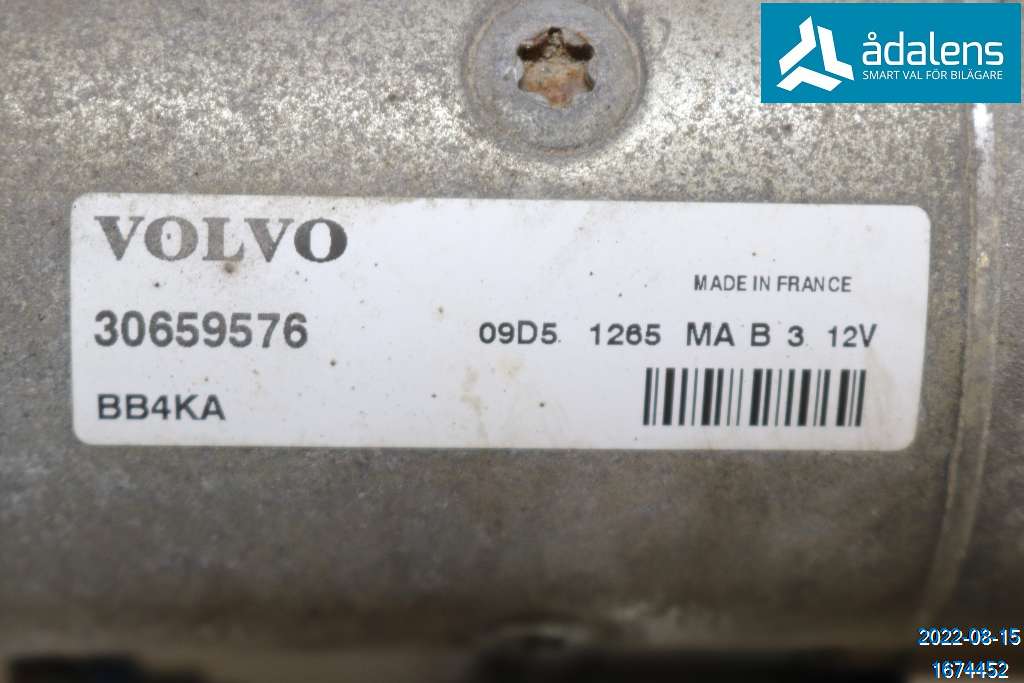 ådalens
SMART VAL FÖR BILÄGARE
VOLVO
MADE IN FRANCE
30659576
09D5 1265 MA B 3 12V
BB4KA
2022-08-15
1674452